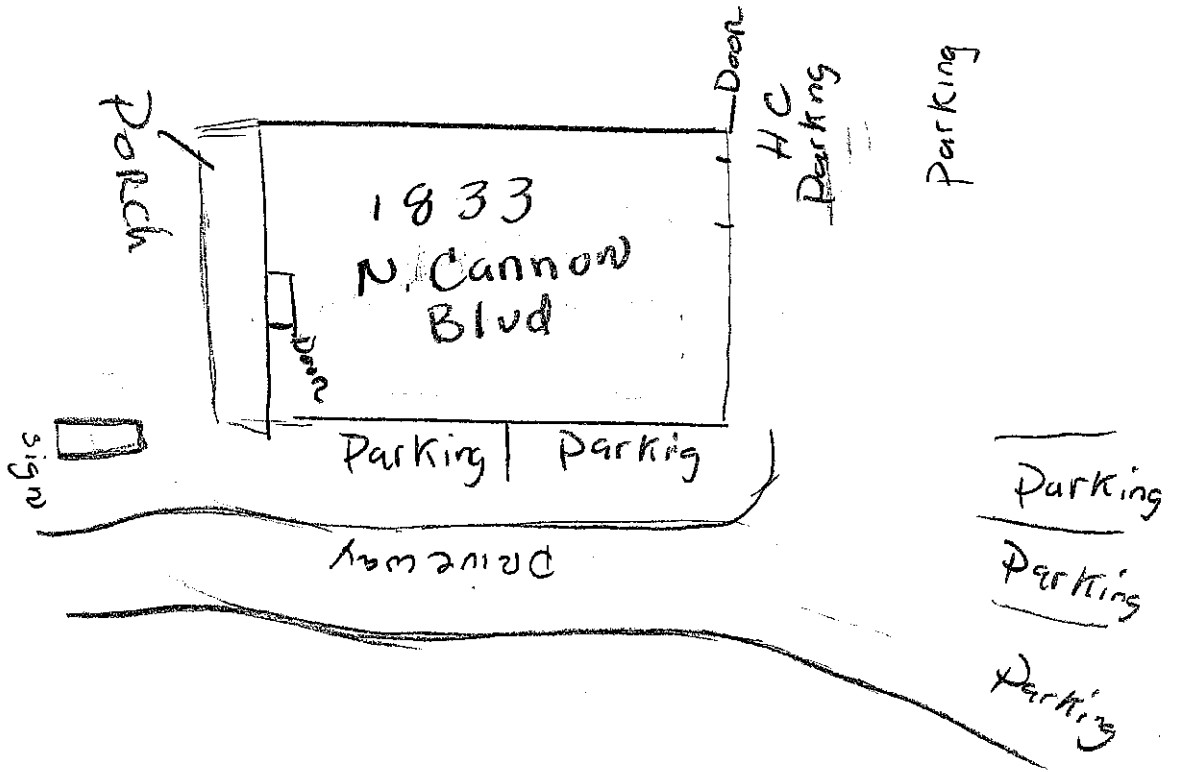 Door
HC
Parking
Parking
Porch
1833
N. Cannon
Blvd
Door
Sign
Parking
Parkig
Parking
Driveway
Parking
Parking